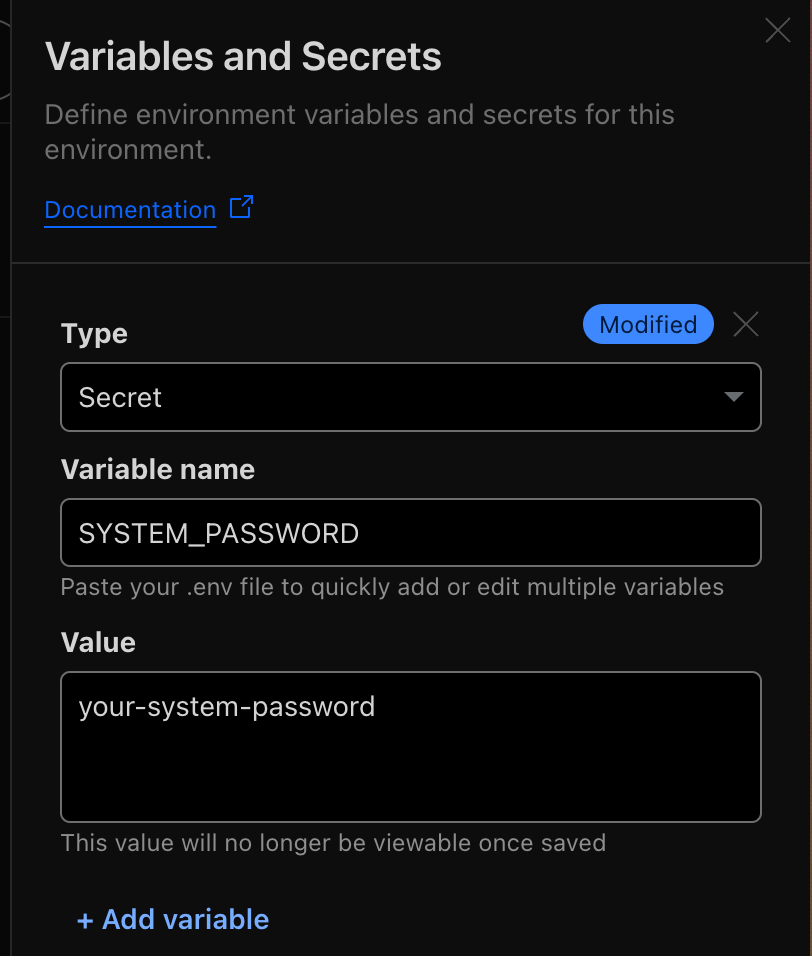 Variables and Secrets
Define environment variables and secrets for this
environment.
Documentation
Type
Modified
Secret
Variable name
SYSTEM_PASSWORD
Paste your .env file to quickly add or edit multiple variables
Value
your-system-password
This value will no longer be viewable once saved
+ Add variable